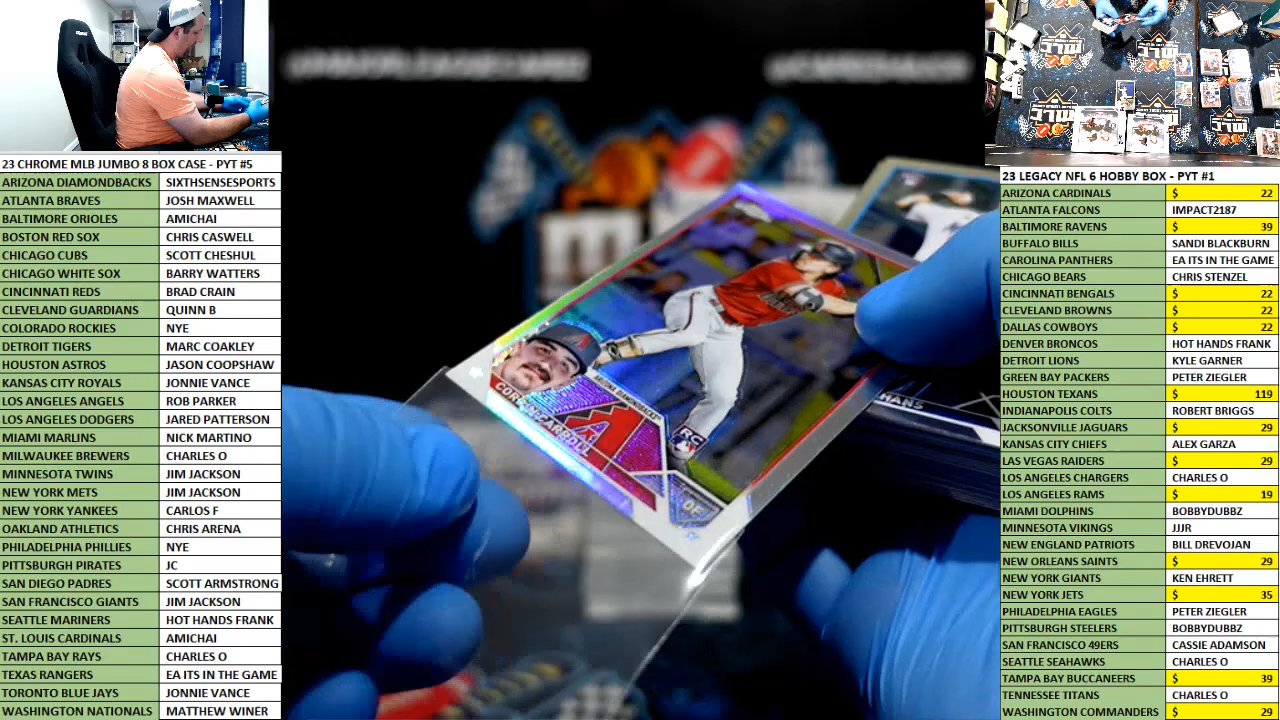 23 CHROME MLB JUMBO 8 BOX CASE - PYT #5
ARIZONA DIAMONDBACKS SIXTHSENSESPORTS
ATLANTA BRAVES JOSH MAXWELL
BALTIMORE ORIOLES AMICHAI
BOSTON RED SOX CHRIS CASWELL
CHICAGO CUBS SCOTT CHESHUL
CHICAGO WHITE SOX BARRY WATTERS
CINCINNATI REDS BRAD CRAIN
CLEVELAND GUARDIANS QUINN B
COLORADO ROCKIES NYE
DETROIT TIGERS MARC COAKLEY
HOUSTON ASTROS JASON COOPSHAW
KANSAS CITY ROYALS JONNIE VANCE
LOS ANGELES ANGELS ROB PARKER
LOS ANGELES DODGERS JARED PATTERSON
MIAMI MARLINS NICK MARTINO
MILWAUKEE BREWERS CHARLES O
MINNESOTA TWINS JIM JACKSON
NEW YORK METS JIM JACKSON
NEW YORK YANKEES CARLOS F
OAKLAND ATHLETICS CHRIS ARENA
PHILADELPHIA PHILLIES NYE
PITTSBURGH PIRATES JC
SAN DIEGO PADRES SCOTT ARMSTRONG
SAN FRANCISCO GIANTS JIM JACKSON
SEATTLE MARINERS HOT HANDS FRANK
ST. LOUIS CARDINALS AMICHAI
TAMPA BAY RAYS CHARLES O
TEXAS RANGERS EA ITS IN THE GAME
TORONTO BLUE JAYS JONNIE VANCE
WASHINGTON NATIONALS MATTHEW WINER
ARIZONA DIAMONDBACKS
CORBIN CARROLL
RC
OF
23 LEGACY NFL 6 HOBBY BOX - PYT #1
ARIZONA CARDINALS $ 22
ATLANTA FALCONS IMPACT2187
BALTIMORE RAVENS $ 39
BUFFALO BILLS SANDI BLACKBURN
CAROLINA PANTHERS EA ITS IN THE GAME
CHICAGO BEARS CHRIS STENZEL
CINCINNATI BENGALS $ 22
CLEVELAND BROWNS $ 22
DALLAS COWBOYS $ 22
DENVER BRONCOS HOT HANDS FRANK
DETROIT LIONS KYLE GARNER
GREEN BAY PACKERS PETER ZIEGLER
HOUSTON TEXANS $ 119
INDIANAPOLIS COLTS ROBERT BRIGGS
JACKSONVILLE JAGUARS $ 29
KANSAS CITY CHIEFS ALEX GARZA
LAS VEGAS RAIDERS $ 29
LOS ANGELES CHARGERS CHARLES O
LOS ANGELES RAMS $ 19
MIAMI DOLPHINS BOBBYDUBBZ
MINNESOTA VIKINGS JJJR
NEW ENGLAND PATRIOTS BILL DREVOJAN
NEW ORLEANS SAINTS $ 29
NEW YORK GIANTS KEN EHRETT
NEW YORK JETS $ 35
PHILADELPHIA EAGLES PETER ZIEGLER
PITTSBURGH STEELERS BOBBYDUBBZ
SAN FRANCISCO 49ERS CASSIE ADAMSON
SEATTLE SEAHAWKS CHARLES O
TAMPA BAY BUCCANEERS $ 39
TENNESSEE TITANS CHARLES O
WASHINGTON COMMANDERS $ 29